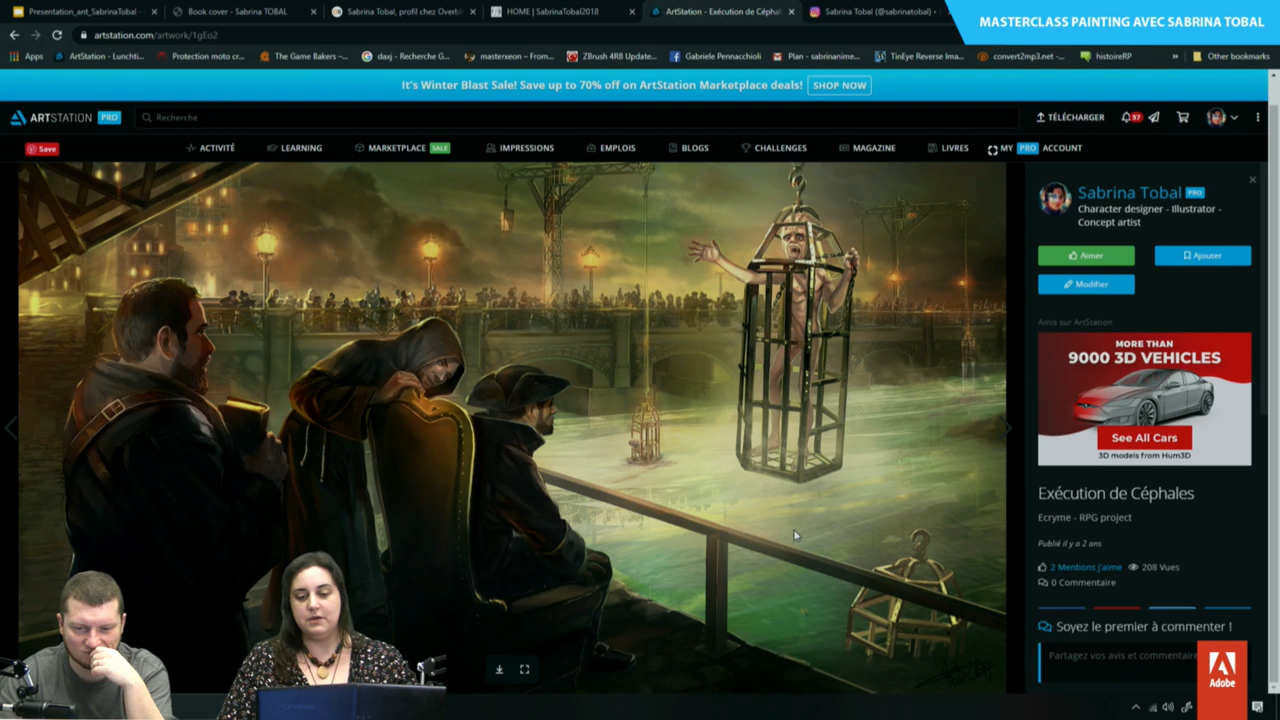 Presentation_ant_SabrinaTobal -
Book cover - Sabrina TOBAL
Sabrina Tobal, profil chez Overbl
HOME | SabrinaTobal2018
ArtStation - Exécution de Céphal
Sabrina Tobal (@sabrinatobal) •
MASTERCLASS PAINTING AVEC SABRINA TOBAL
artstation.com/artwork/1gEo2
Apps
ArtStation - Lunchti...
Protection moto cr...
The Game Bakers –...
daxj - Recherche G...
masterxeon – From...
ZBrush 4R8 Update...
Gabriele Pennacchioli
Plan - sabrinanime...
TinEye Reverse Ima...
convert2mp3.net -...
histoireRP
»
Other bookmarks
It's Winter Blast Sale! Save up to 70% off on ArtStation Marketplace deals! SHOP NOW
ARTSTATION PRO
Recherche
TÉLÉCHARGER
97
Save
ACTIVITÉ
LEARNING
MARKETPLACE SALE
IMPRESSIONS
EMPLOIS
BLOGS
CHALLENGES
MAGAZINE
LIVRES
MY PRO ACCOUNT
Sabrina Tobal PRO
Character designer - Illustrator -
Concept artist
Aimer
Ajouter
Modifier
Amis sur ArtStation
MORE THAN
9000 3D VEHICLES
See All Cars
3D models from Hum3D
Exécution de Céphales
Ecryme - RPG project
Publié il y a 2 ans
2 Mentions j'aime 208 Vues
0 Commentaire
Soyez le premier à commenter !
Partagez vos avis et commentaire
Adobe
Lenovo